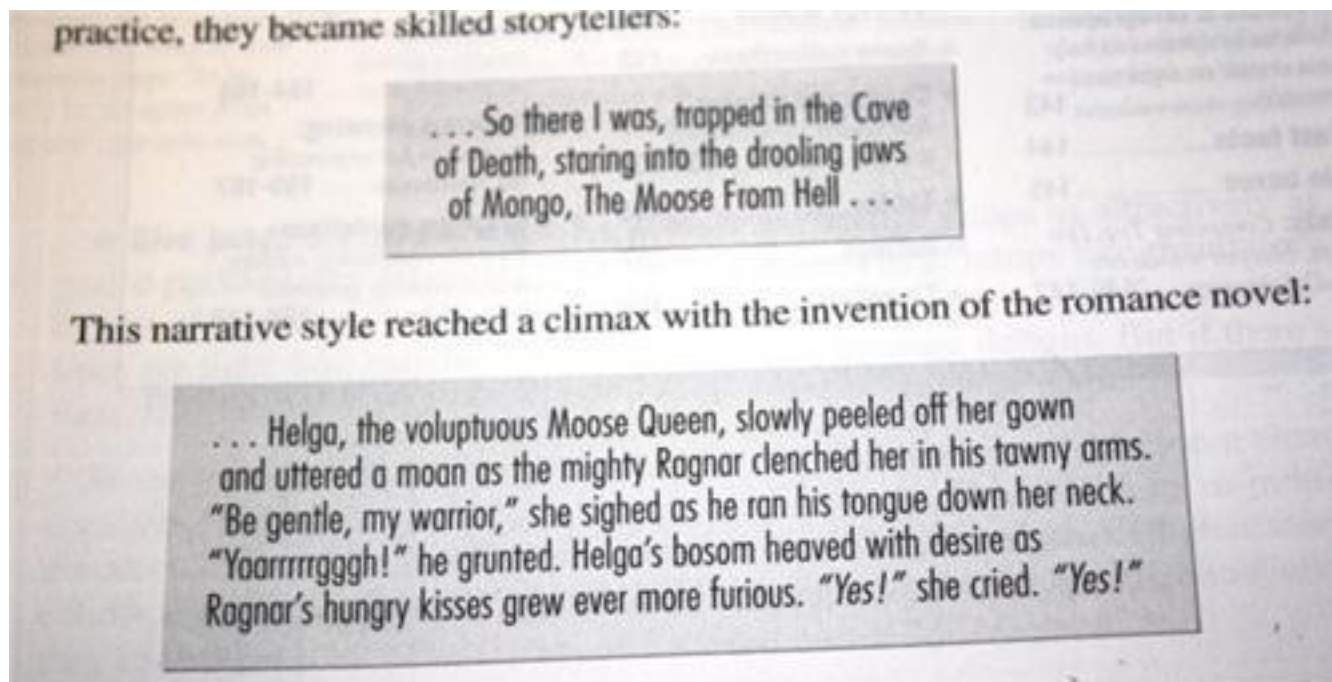 practice, they became skilled storytellers:
. . . So there I was, trapped in the Cave
of Death, staring into the drooling jaws
of Mongo, The Moose From Hell . . .
This narrative style reached a climax with the invention of the romance novel:
. . . Helga, the voluptuous Moose Queen, slowly peeled off her gown
and uttered a moan as the mighty Ragnar clenched her in his tawny arms.
“Be gentle, my warrior,” she sighed as he ran his tongue down her neck.
“Yaarrrrrgggh!” he grunted. Helga’s bosom heaved with desire as
Ragnar’s hungry kisses grew ever more furious. “Yes!” she cried. “Yes!”